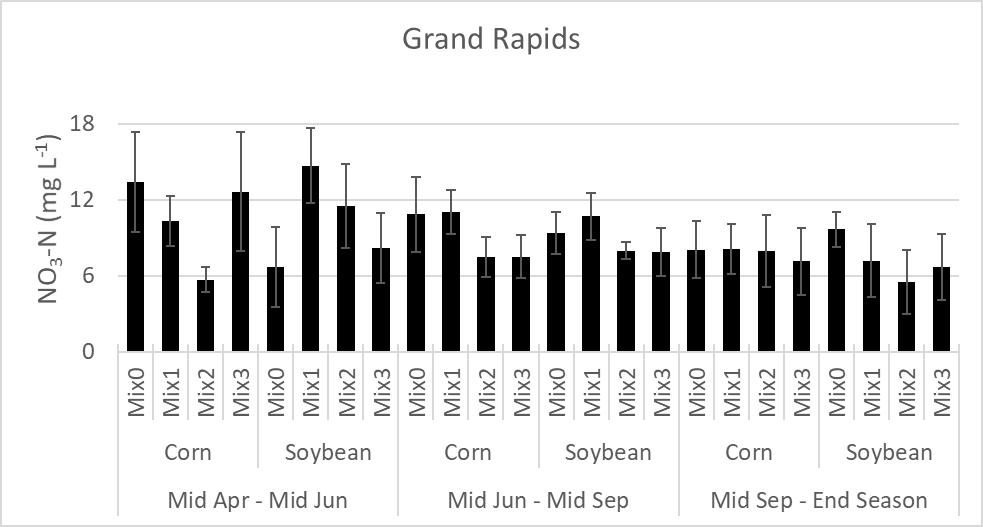 Grand Rapids
NO₃-N (mg L⁻¹)
18
12
6
0
Mix0 Mix1 Mix2 Mix3 Mix0 Mix1 Mix2 Mix3 Mix0 Mix1 Mix2 Mix3 Mix0 Mix1 Mix2 Mix3 Mix0 Mix1 Mix2 Mix3 Mix0 Mix1 Mix2 Mix3
Corn Soybean Corn Soybean Corn Soybean
Mid Apr - Mid Jun Mid Jun - Mid Sep Mid Sep - End Season